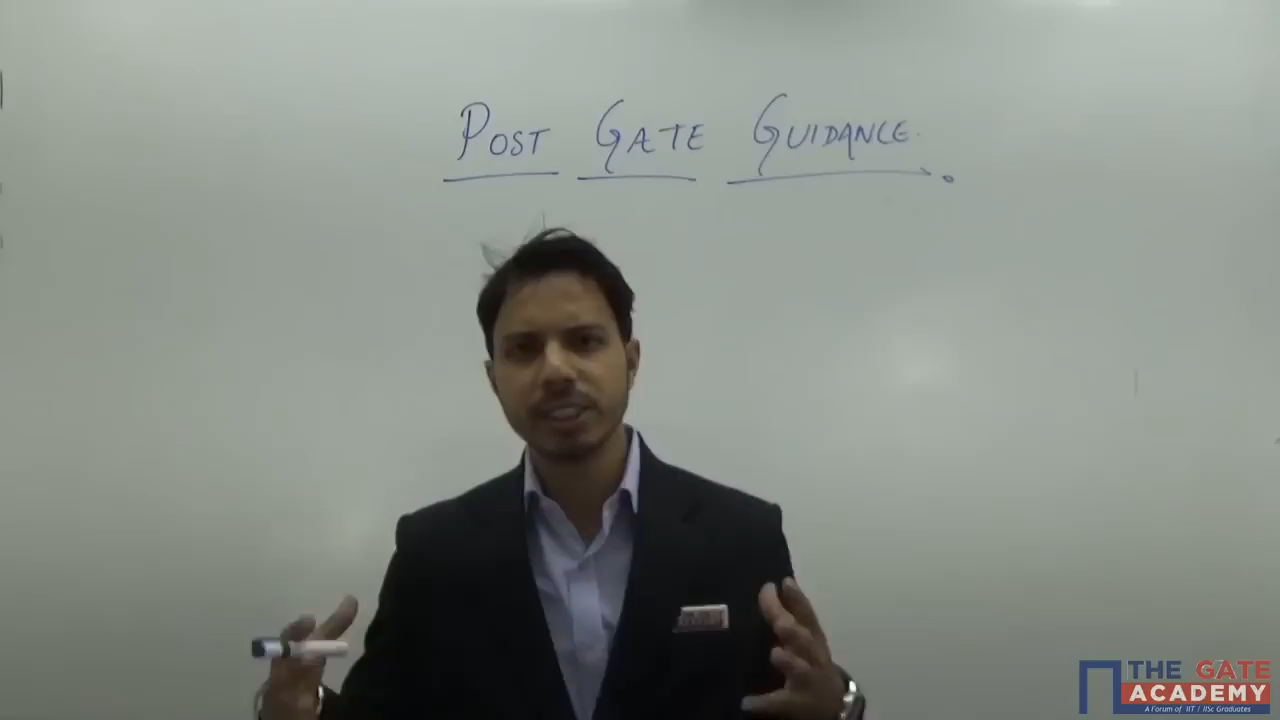 POST GATE GUIDANCE.
THE GATE
ACADEMY
A Forum of IIT / IISc Graduates